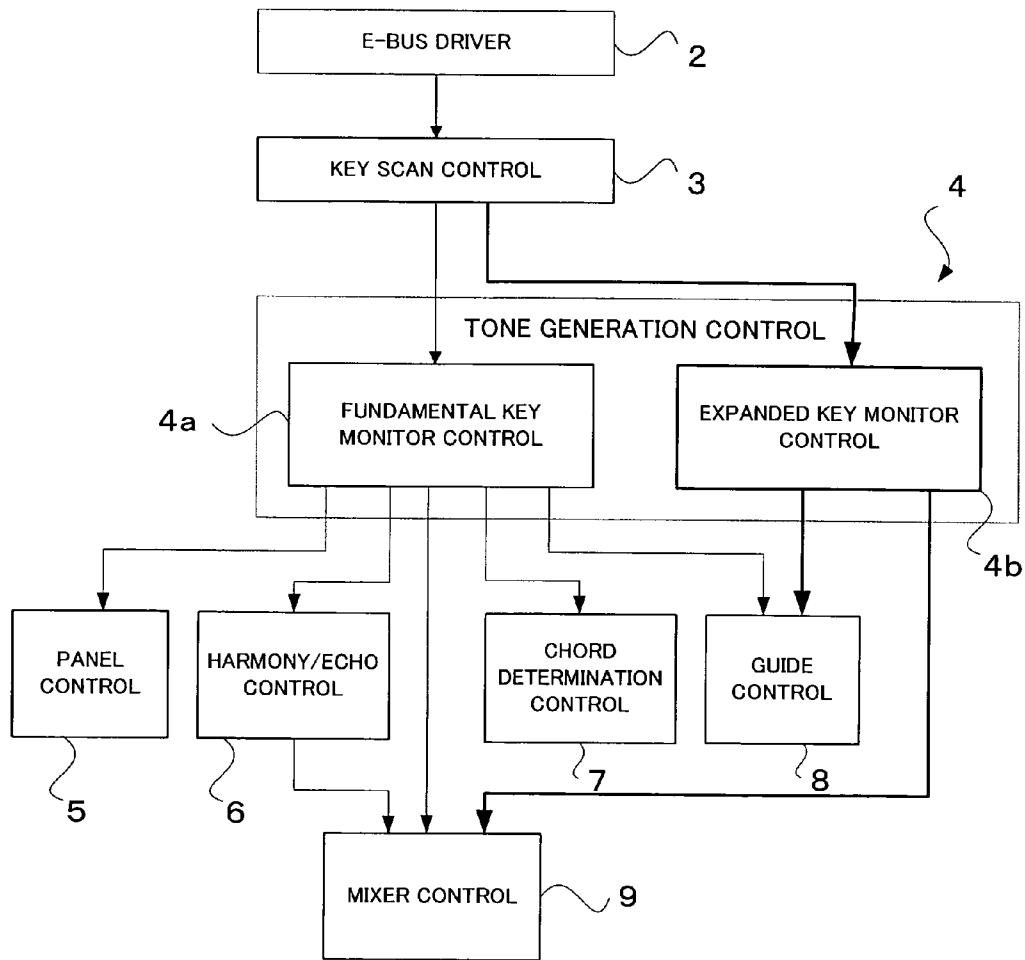 E-BUS DRIVER
2
KEY SCAN CONTROL
3
4
TONE GENERATION CONTROL
4a
FUNDAMENTAL KEY
MONITOR CONTROL
EXPANDED KEY MONITOR
CONTROL
4b
PANEL
CONTROL
HARMONY/ECHO
CONTROL
CHORD
DETERMINATION
CONTROL
GUIDE
CONTROL
5
6
7
8
MIXER CONTROL
9